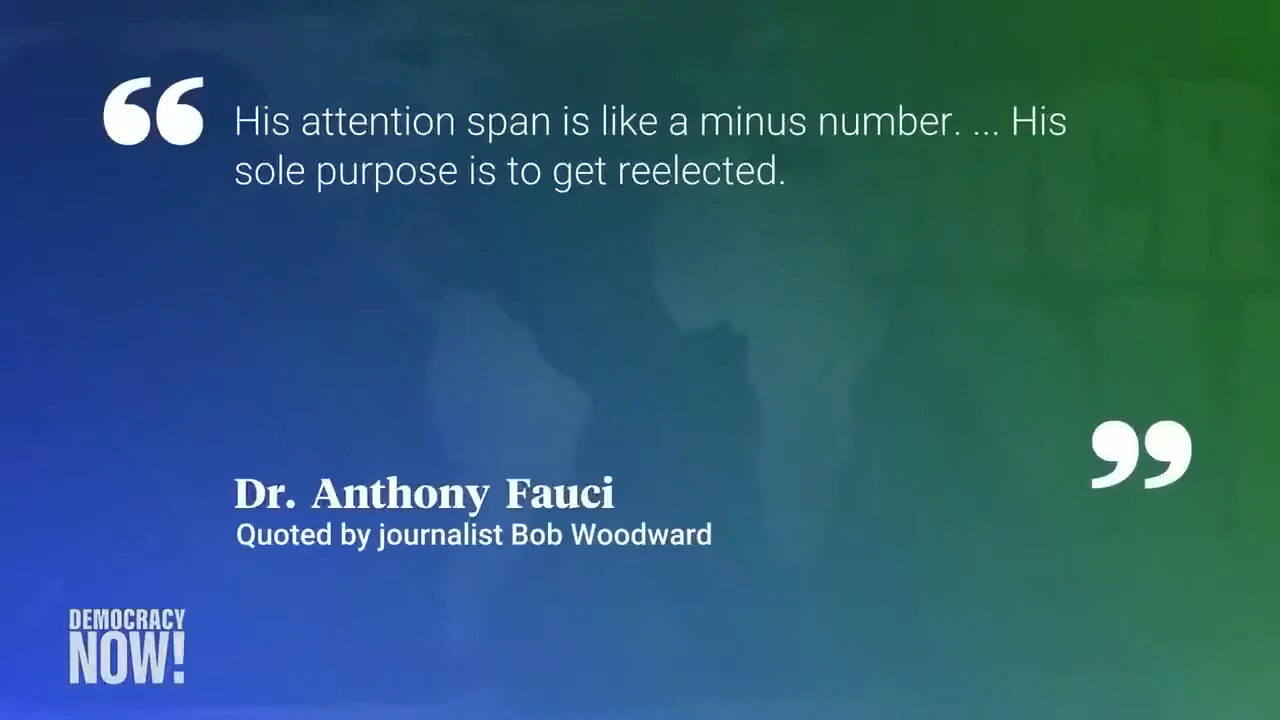 “ His attention span is like a minus number. ... His
sole purpose is to get reelected.
”
Dr. Anthony Fauci
Quoted by journalist Bob Woodward
DEMOCRACY
NOW!